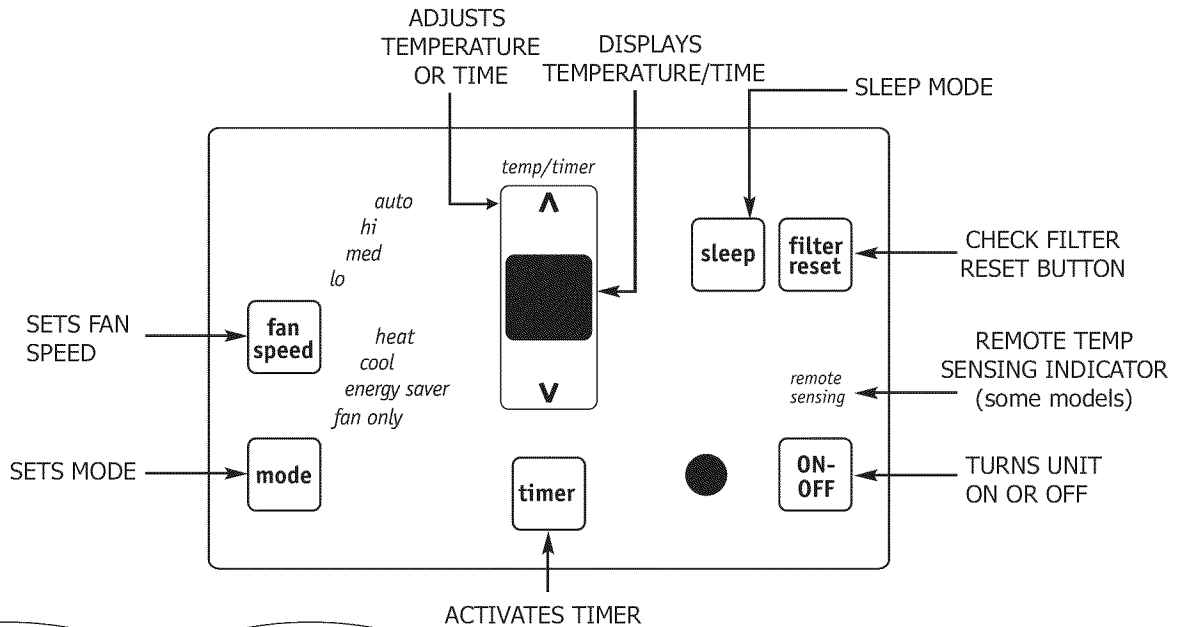 ADJUSTS
TEMPERATURE
OR TIME
DISPLAYS
TEMPERATURE/TIME
SLEEP MODE
temp/timer
auto
hi
med
lo
sleep
filter
reset
CHECK FILTER
RESET BUTTON
SETS FAN
SPEED
fan
speed
heat
cool
energy saver
fan only
remote
sensing
REMOTE TEMP
SENSING INDICATOR
(some models)
SETS MODE
mode
timer
ON-
OFF
TURNS UNIT
ON OR OFF
ACTIVATES TIMER